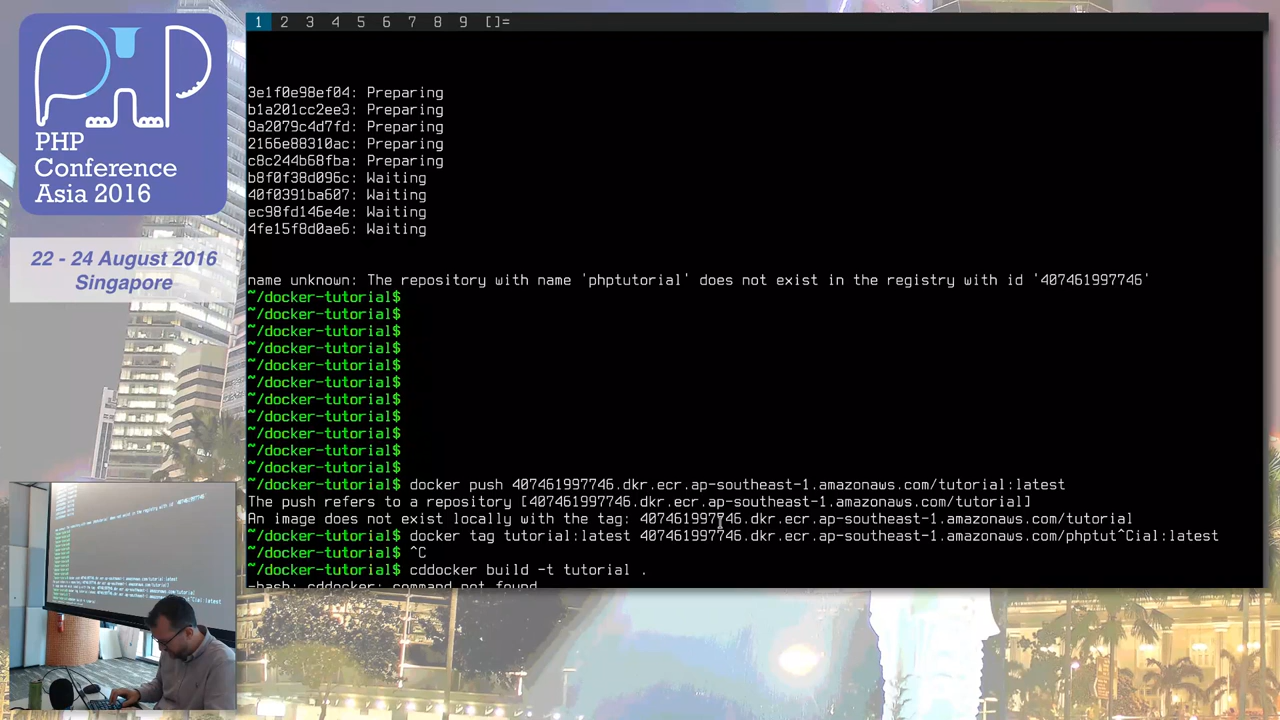 PHP
Conference
Asia 2016
22 - 24 August 2016
Singapore
1 2 3 4 5 6 7 8 9 []=
3e1f0e98ef04: Preparing
b1a201cc2ee3: Preparing
9a2079c4d7fd: Preparing
2166e88310ac: Preparing
c8c244b68fba: Preparing
b8f0f38d096c: Waiting
40f0391ba607: Waiting
ec98fd146e4e: Waiting
4fe15f8d0ae6: Waiting
name unknown: The repository with name 'phptutorial' does not exist in the registry with id '407461997746'
~/docker-tutorial$
~/docker-tutorial$
~/docker-tutorial$
~/docker-tutorial$
~/docker-tutorial$
~/docker-tutorial$
~/docker-tutorial$
~/docker-tutorial$
~/docker-tutorial$
~/docker-tutorial$
~/docker-tutorial$
~/docker-tutorial$ docker push 407461997746.dkr.ecr.ap-southeast-1.amazonaws.com/tutorial:latest
The push refers to a repository [407461997746.dkr.ecr.ap-southeast-1.amazonaws.com/tutorial]
An image does not exist locally with the tag: 407461997746.dkr.ecr.ap-southeast-1.amazonaws.com/tutorial
~/docker-tutorial$ docker tag tutorial:latest 407461997746.dkr.ecr.ap-southeast-1.amazonaws.com/phptut^Cial:latest
~/docker-tutorial$ ^C
~/docker-tutorial$ cddocker build -t tutorial .
-bash: cddocker: command not found